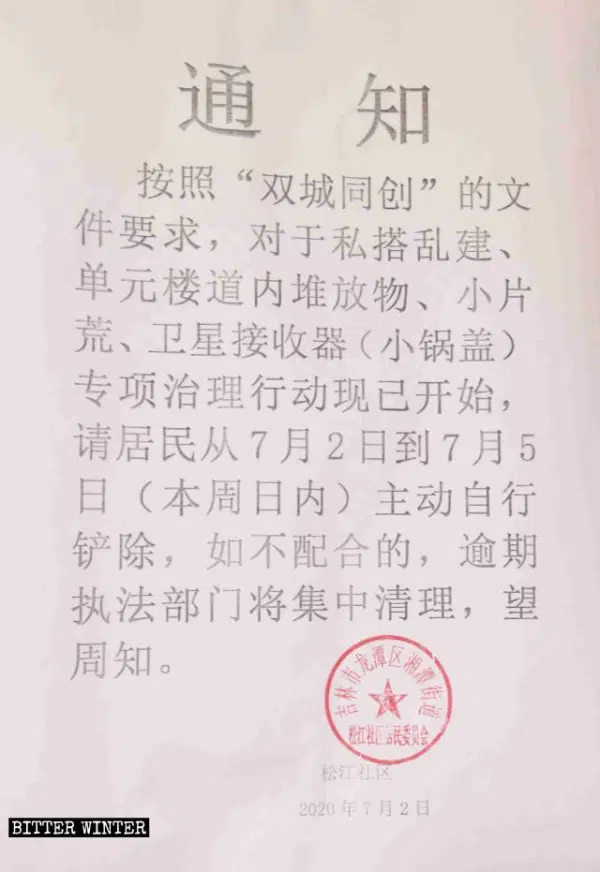 通 知
按照“双城同创”的文
件要求，对于私搭乱建、
单元楼道内堆放物、小片
荒、卫星接收器（小锅盖）
专项治理行动现已开始，
请居民从7月2日到7月5
日（本周日内）主动自行
铲除，如不配合的，逾期
执法部门将集中清理，望
周知。
吉林市龙潭区湘潭街道
松江社区居民委员会
松江社区
2020年7月2日
BITTER WINTER